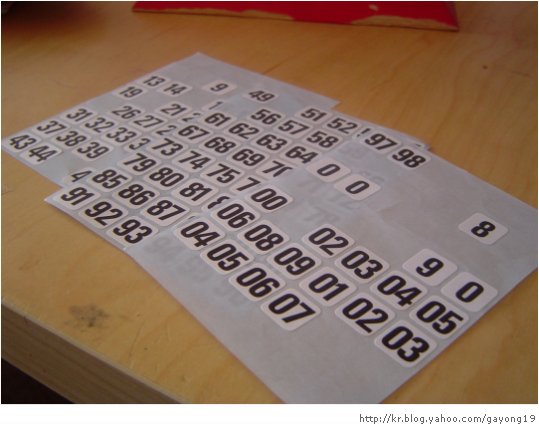 13 14 9 49
19 21 1 56 51 52 97 98
26 27 61 62 57 58
31 32 33 67 68 63 64 0 0
37 38 39 73 74 69
43 44 79 80 75 00 8
85 86 81 06 02 03 9 0
91 92 87 08 09 04 05
93 04 05 01 02 03
06 07
http://kr.blog.yahoo.com/gayong19